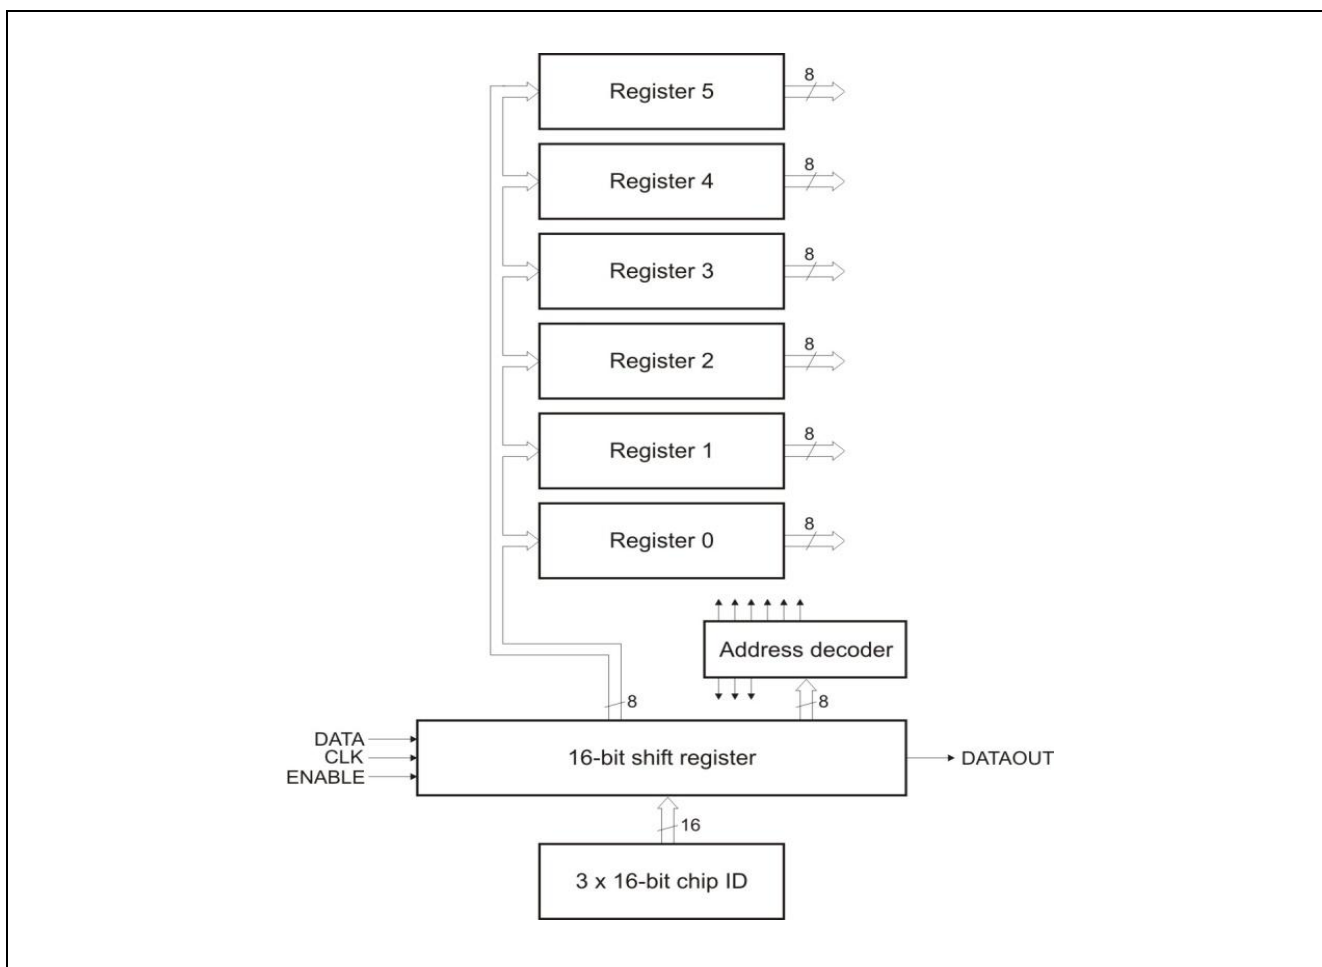 8
Register 5
8
Register 4
8
Register 3
8
Register 2
8
Register 1
8
Register 0
Address decoder
8
8
DATA
CLK
ENABLE
16-bit shift register
DATAOUT
16
3 x 16-bit chip ID